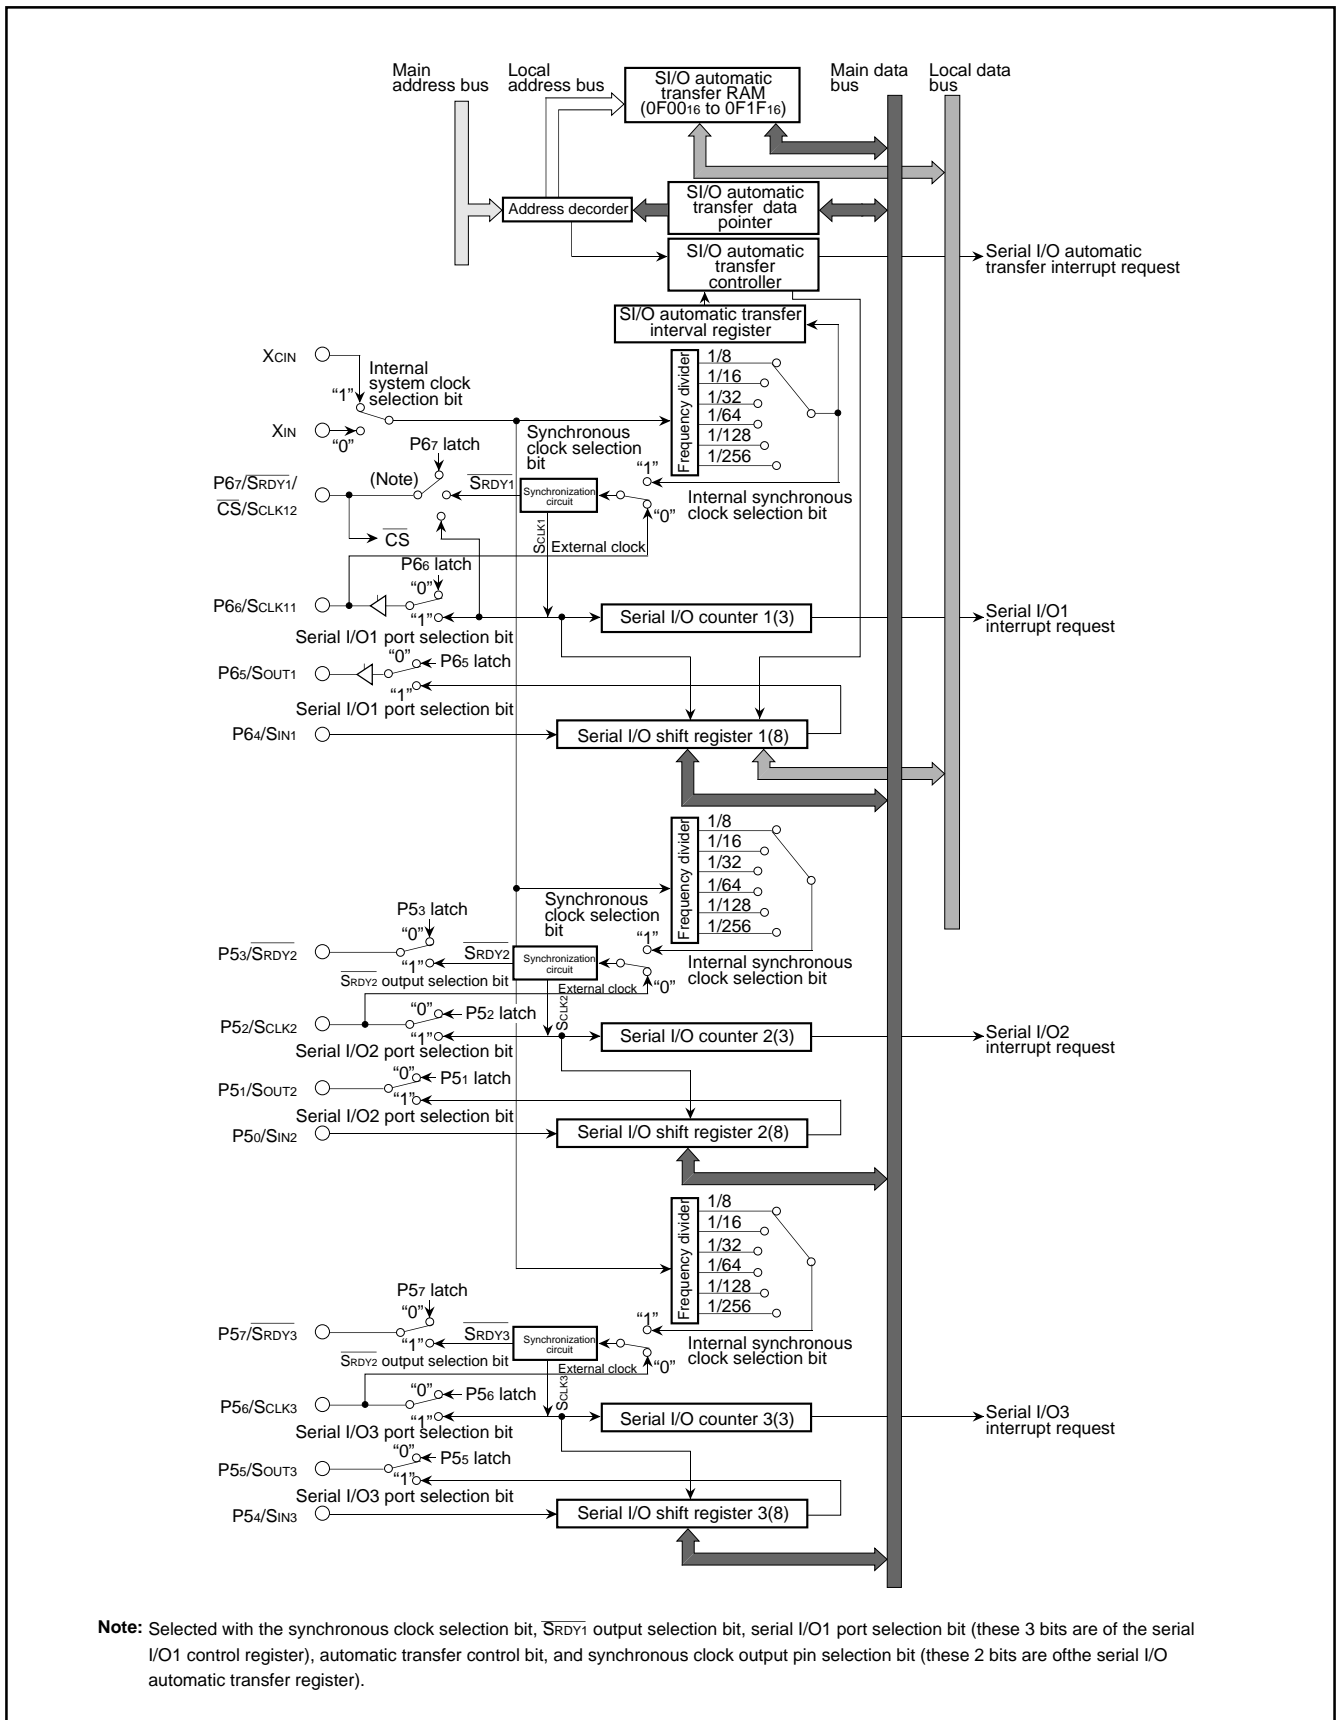 Main
address bus
Local
address bus
SI/O automatic
transfer RAM
(0F0016 to 0F1F16)
Main data
bus
Local data
bus
Address decorder
SI/O automatic
transfer data
pointer
SI/O automatic
transfer
controller
Serial I/O automatic
transfer interrupt request
SI/O automatic transfer
interval register
XCIN
Internal
system clock
selection bit
"1"
XIN
"0"
Frequency divider
1/8
1/16
1/32
1/64
1/128
1/256
Synchronous
clock selection
bit
P67 latch
(Note)
P67/SRDY1/
CS/SCLK12
SRDY1
Synchronization
circuit
"1"
"0"
Internal synchronous
clock selection bit
CS
SCLK1
External clock
P66 latch
"0"
P66/SCLK11
"1"
Serial I/O1 port selection bit
Serial I/O counter 1(3)
Serial I/O1
interrupt request
"0"
P65 latch
P65/SOUT1
"1"
Serial I/O1 port selection bit
P64/SIN1
Serial I/O shift register 1(8)
Frequency divider
1/8
1/16
1/32
1/64
1/128
1/256
Synchronous
clock selection
bit
P53 latch
"0"
P53/SRDY2
"1"
SRDY2
Synchronization
circuit
"1"
"0"
Internal synchronous
clock selection bit
SRDY2 output selection bit
SCLK2
External clock
"0"
P52 latch
P52/SCLK2
"1"
Serial I/O2 port selection bit
Serial I/O counter 2(3)
Serial I/O2
interrupt request
"0"
P51 latch
P51/SOUT2
"1"
Serial I/O2 port selection bit
P50/SIN2
Serial I/O shift register 2(8)
Frequency divider
1/8
1/16
1/32
1/64
1/128
1/256
P57 latch
"0"
P57/SRDY3
"1"
SRDY3
Synchronization
circuit
"1"
"0"
Internal synchronous
clock selection bit
SRDY2 output selection bit
SCLK3
External clock
"0"
P56 latch
P56/SCLK3
"1"
Serial I/O3 port selection bit
Serial I/O counter 3(3)
Serial I/O3
interrupt request
"0"
P55 latch
P55/SOUT3
"1"
Serial I/O3 port selection bit
P54/SIN3
Serial I/O shift register 3(8)
Note: Selected with the synchronous clock selection bit, SRDY1 output selection bit, serial I/O1 port selection bit (these 3 bits are of the serial
I/O1 control register), automatic transfer control bit, and synchronous clock output pin selection bit (these 2 bits are ofthe serial I/O
automatic transfer register).